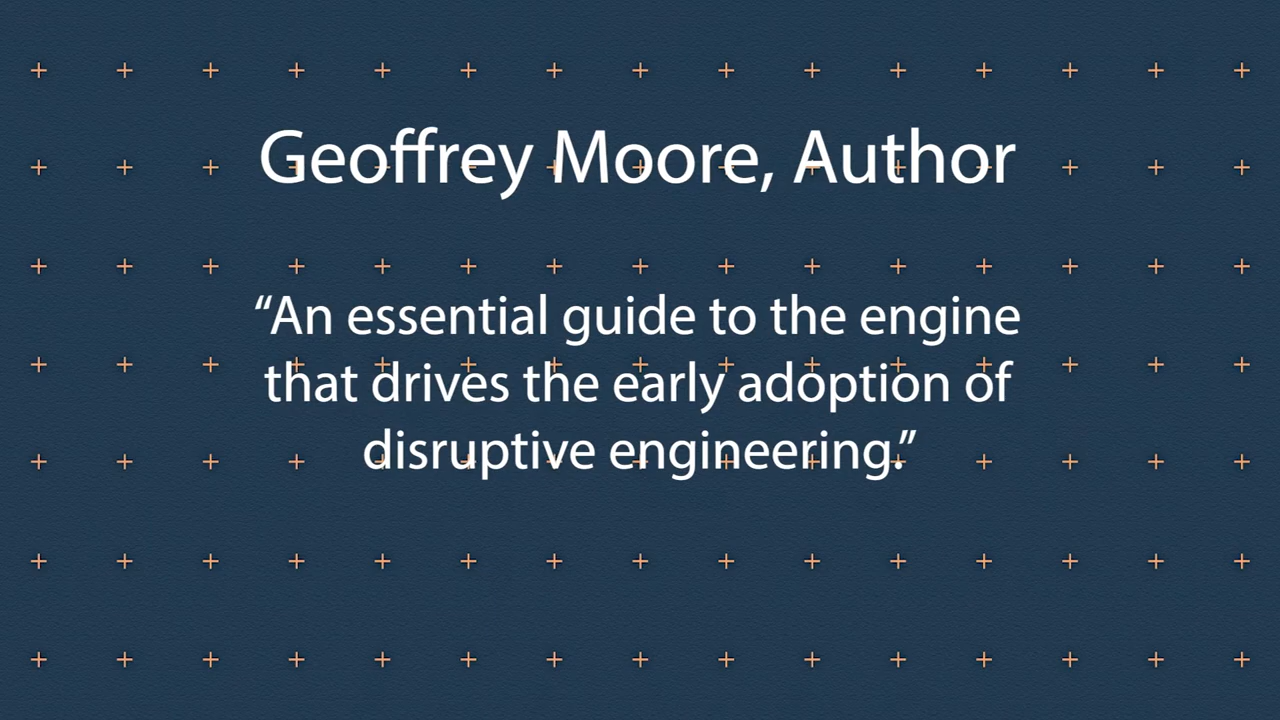 Geoffrey Moore, Author
“An essential guide to the engine
that drives the early adoption of
disruptive engineering.”